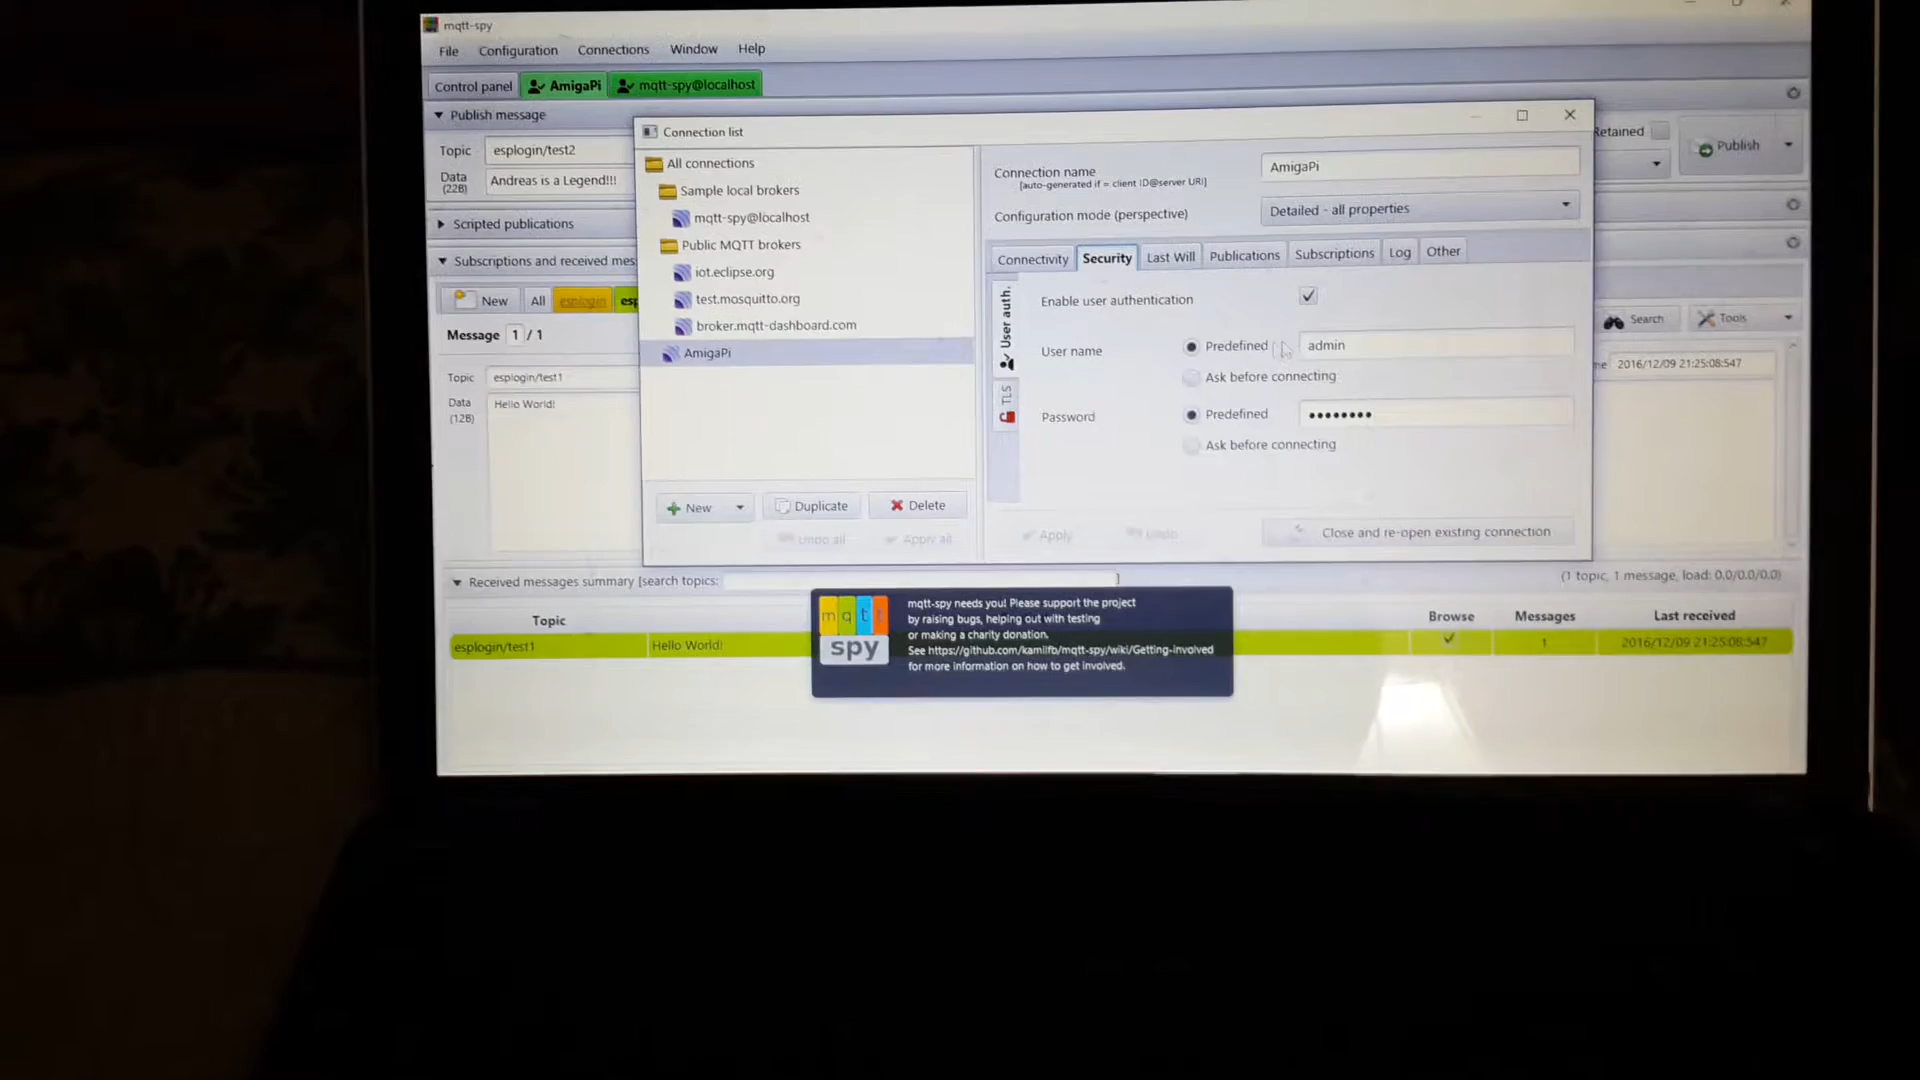 mqtt-spy
File Configuration Connections Window Help
Control panel AmigaPi mqtt-spy@localhost
Publish message
Topic esplogin/test2
Data (22B) Andreas is a Legend!!!
Retained Publish
Scripted publications
Subscriptions and received mes
New All esplogin esp
Search Tools
Message 1 / 1
Topic esplogin/test1
2016/12/09 21:25:08:547
Data (12B) Hello World!
Connection list
All connections
Sample local brokers
mqtt-spy@localhost
Public MQTT brokers
iot.eclipse.org
test.mosquitto.org
broker.mqtt-dashboard.com
AmigaPi
New Duplicate Delete
Undo all Apply all
Connection name AmigaPi
[auto-generated if = client ID@server URI]
Configuration mode (perspective) Detailed - all properties
Connectivity Security Last Will Publications Subscriptions Log Other
User auth.
TLS
Enable user authentication
User name Predefined admin
Ask before connecting
Password Predefined ••••••••
Ask before connecting
Apply Undo Close and re-open existing connection
Received messages summary [search topics: ]
(1 topic, 1 message, load: 0.0/0.0/0.0)
Topic Browse Messages Last received
esplogin/test1 Hello World! 1 2016/12/09 21:25:08:547
mqtt spy
mqtt-spy needs you! Please support the project
by raising bugs, helping out with testing
or making a charity donation.
See https://github.com/kamilfb/mqtt-spy/wiki/Getting-involved
for more information on how to get involved.